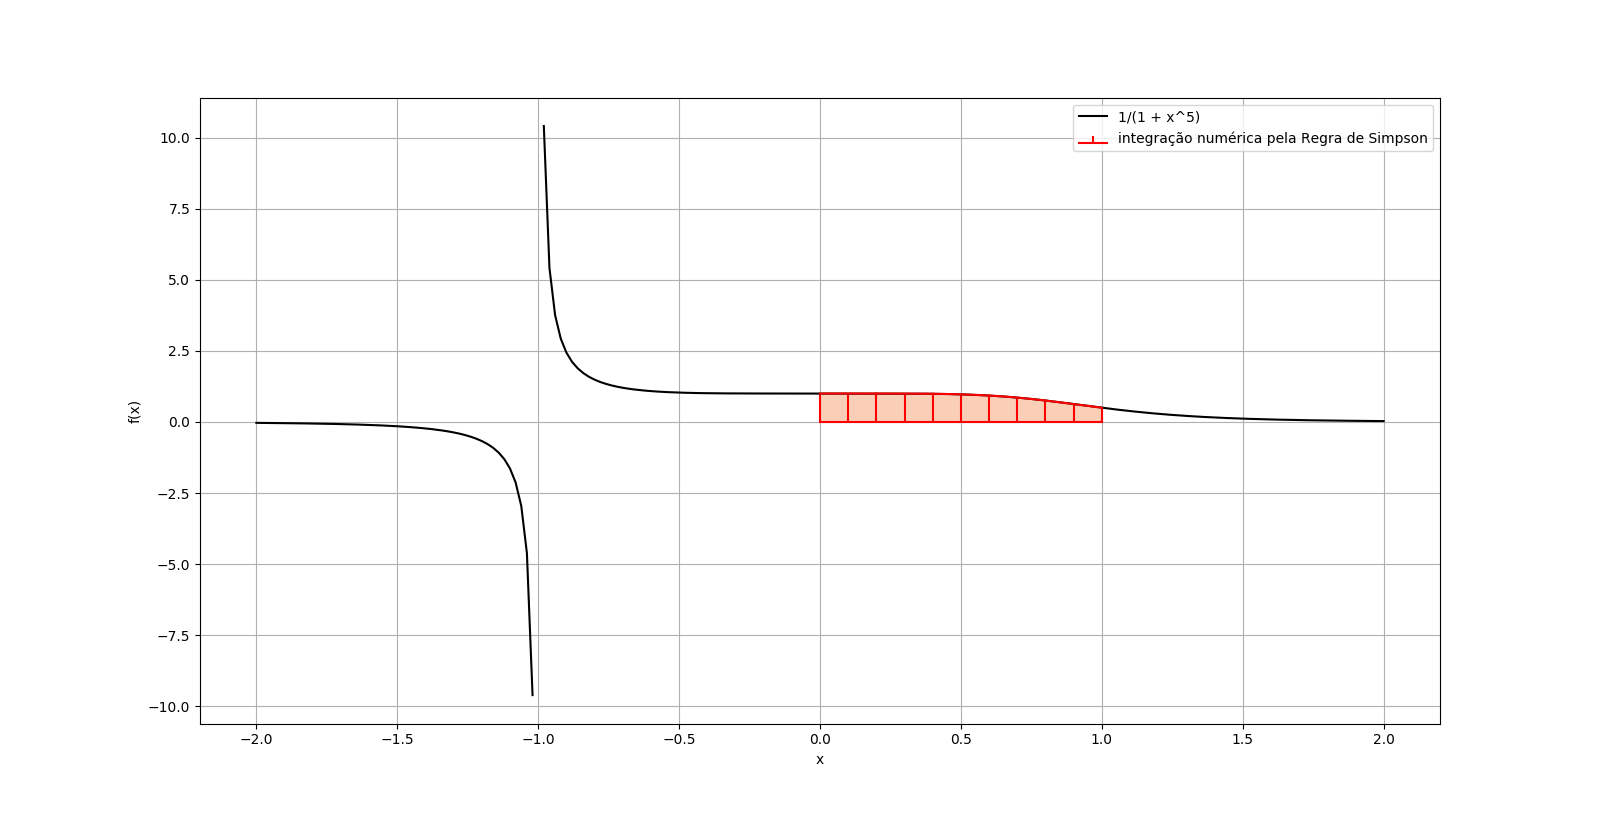 1/(1 + x^5)
integração numérica pela Regra de Simpson
10.0
7.5
5.0
2.5
0.0
−2.5
−5.0
−7.5
−10.0
f(x)
−2.0 −1.5 −1.0 −0.5 0.0 0.5 1.0 1.5 2.0
x